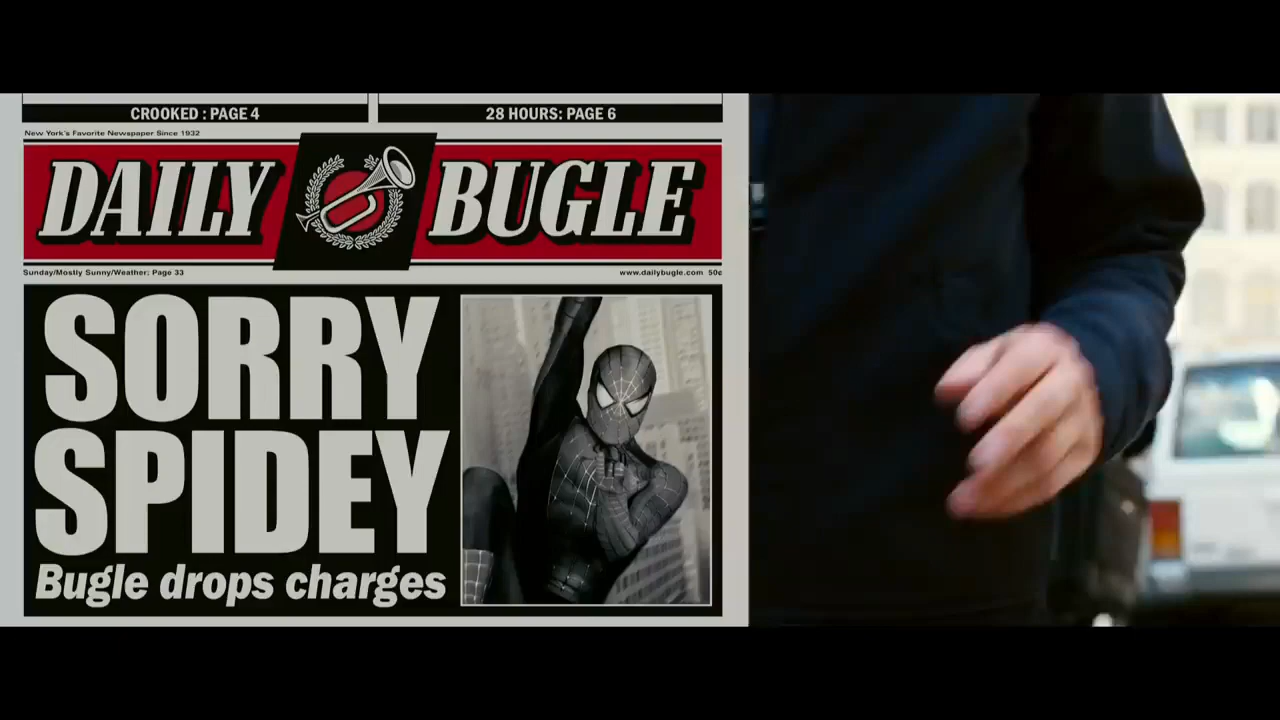 CROOKED : PAGE 4
28 HOURS: PAGE 6
New York's Favorite Newspaper Since 1932
DAILY BUGLE
Sunday/Mostly Sunny/Weather: Page 33
www.dailybugle.com 50¢
SORRY
SPIDEY
Bugle drops charges